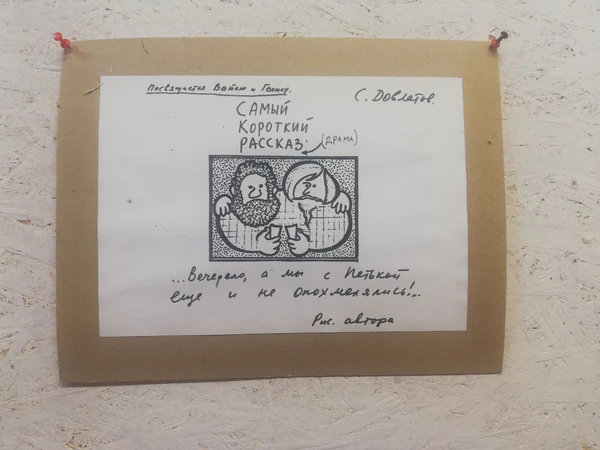 Посвящается Вайлю и Генису.
С. Довлатов.
САМЫЙ
КОРОТКИЙ
РАССКАЗ.
(ДРАМА)
...Вечерело, а мы с Петькой
еще и не опохмелялись!..
Рис. автора